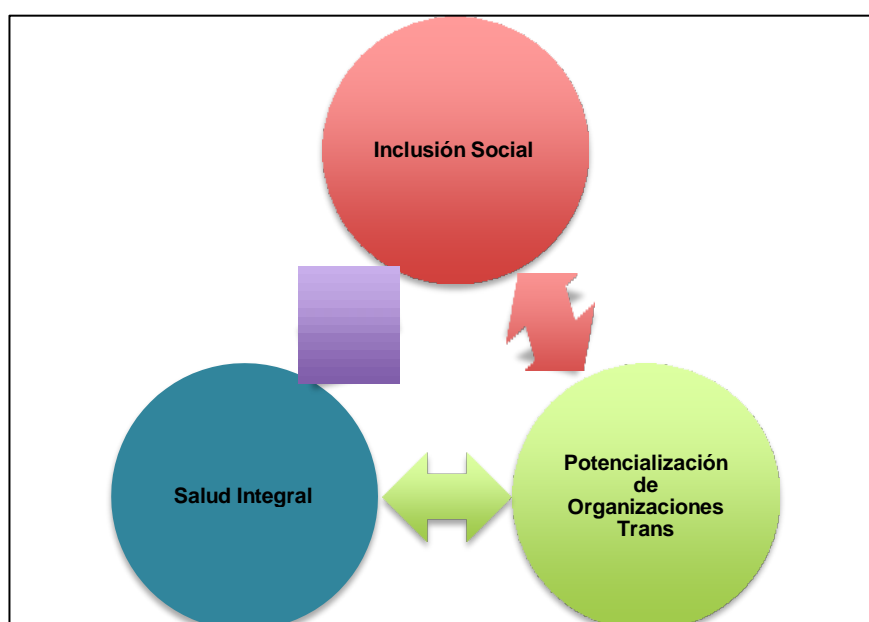 Inclusión Social
Salud Integral
Potencialización
de
Organizaciones
Trans